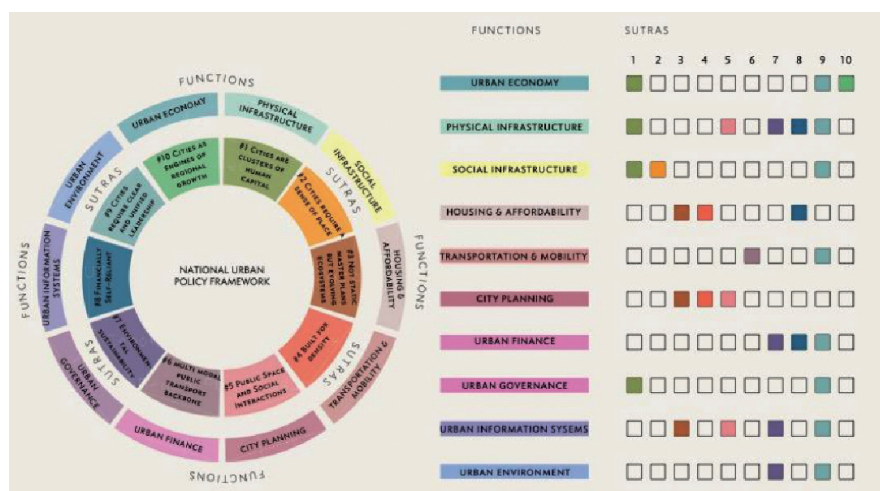 FUNCTIONS
URBAN ECONOMY
PHYSICAL
INFRASTRUCTURE
SOCIAL
INFRASTRUCTURE
HOUSING &
AFFORDABILITY
TRANSPORTATION &
MOBILITY
CITY PLANNING
URBAN FINANCE
URBAN
GOVERNANCE
URBAN INFORMATION
SYSTEMS
URBAN
ENVIRONMENT
FUNCTIONS
FUNCTIONS
FUNCTIONS
SUTRAS
SUTRAS
SUTRAS
SUTRAS
#1 CITIES ARE
CLUSTERS OF
HUMAN
CAPITAL
#2 CITIES REQUIRE A
SENSE OF PLACE
#3 NOT STATIC
MASTER PLANS
BUT EVOLVING
ECOSYSTEMS
#4 BUILT FOR
DENSITY
#5 PUBLIC SPACE
AND SOCIAL
INTERACTIONS
#6 MULTI MODAL
PUBLIC
TRANSPORT
BACKBONE
#7 ENVIRONMEN
TAL
SUSTAINABILITY
#8 FINANCIALLY
SELF-RELIANT
#9 CITIES
REQUIRE CLEAR
AND UNIFIED
LEADERSHIP
#10 CITIES AS
ENGINES OF
REGIONAL
GROWTH
NATIONAL URBAN
POLICY FRAMEWORK
FUNCTIONS SUTRAS
1 2 3 4 5 6 7 8 9 10
URBAN ECONOMY
PHYSICAL INFRASTRUCTURE
SOCIAL INFRASTRUCTURE
HOUSING & AFFORDABILITY
TRANSPORTATION & MOBILITY
CITY PLANNING
URBAN FINANCE
URBAN GOVERNANCE
URBAN INFORMATION SYSEMS
URBAN ENVIRONMENT